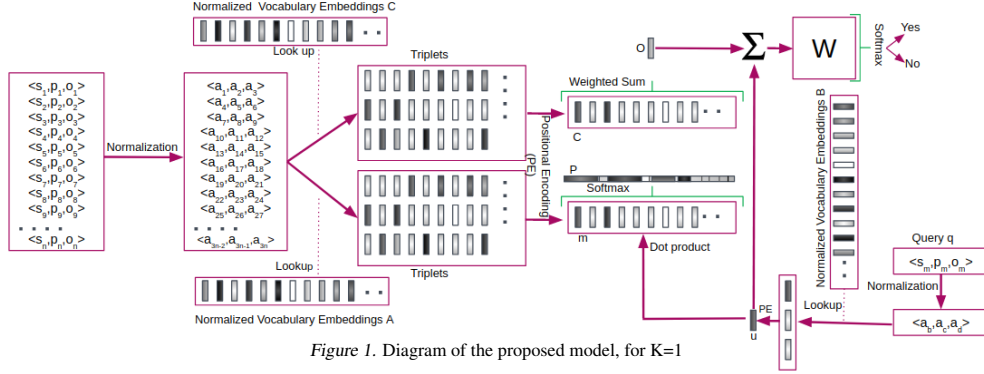 Normalized Vocabulary Embeddings C
Look up
<s1,p1,o1>
<s2,p2,o2>
<s3,p3,o3>
<s4,p4,o4>
<s5,p5,o5>
<s6,p6,o6>
<s7,p7,o7>
<s8,p8,o8>
<s9,p9,o9>
. . . .
<sn,pn,on>
Normalization
<a1,a2,a3>
<a4,a5,a6>
<a7,a8,a9>
<a10,a11,a12>
<a13,a14,a15>
<a16,a17,a18>
<a19,a20,a21>
<a22,a23,a24>
<a25,a26,a27>
. . . .
<a3n-2,a3n-1,a3n>
Lookup
Normalized Vocabulary Embeddings A
Triplets
Triplets
Positional Encoding
(PE)
Weighted Sum
C
P
Softmax
m
Dot product
O
Σ
W
Softmax
Yes
No
Normalized Vocabulary Embeddings B
Query q
<sm,pm,om>
Normalization
<ab,ac,ad>
Lookup
PE
u
Figure 1. Diagram of the proposed model, for K=1